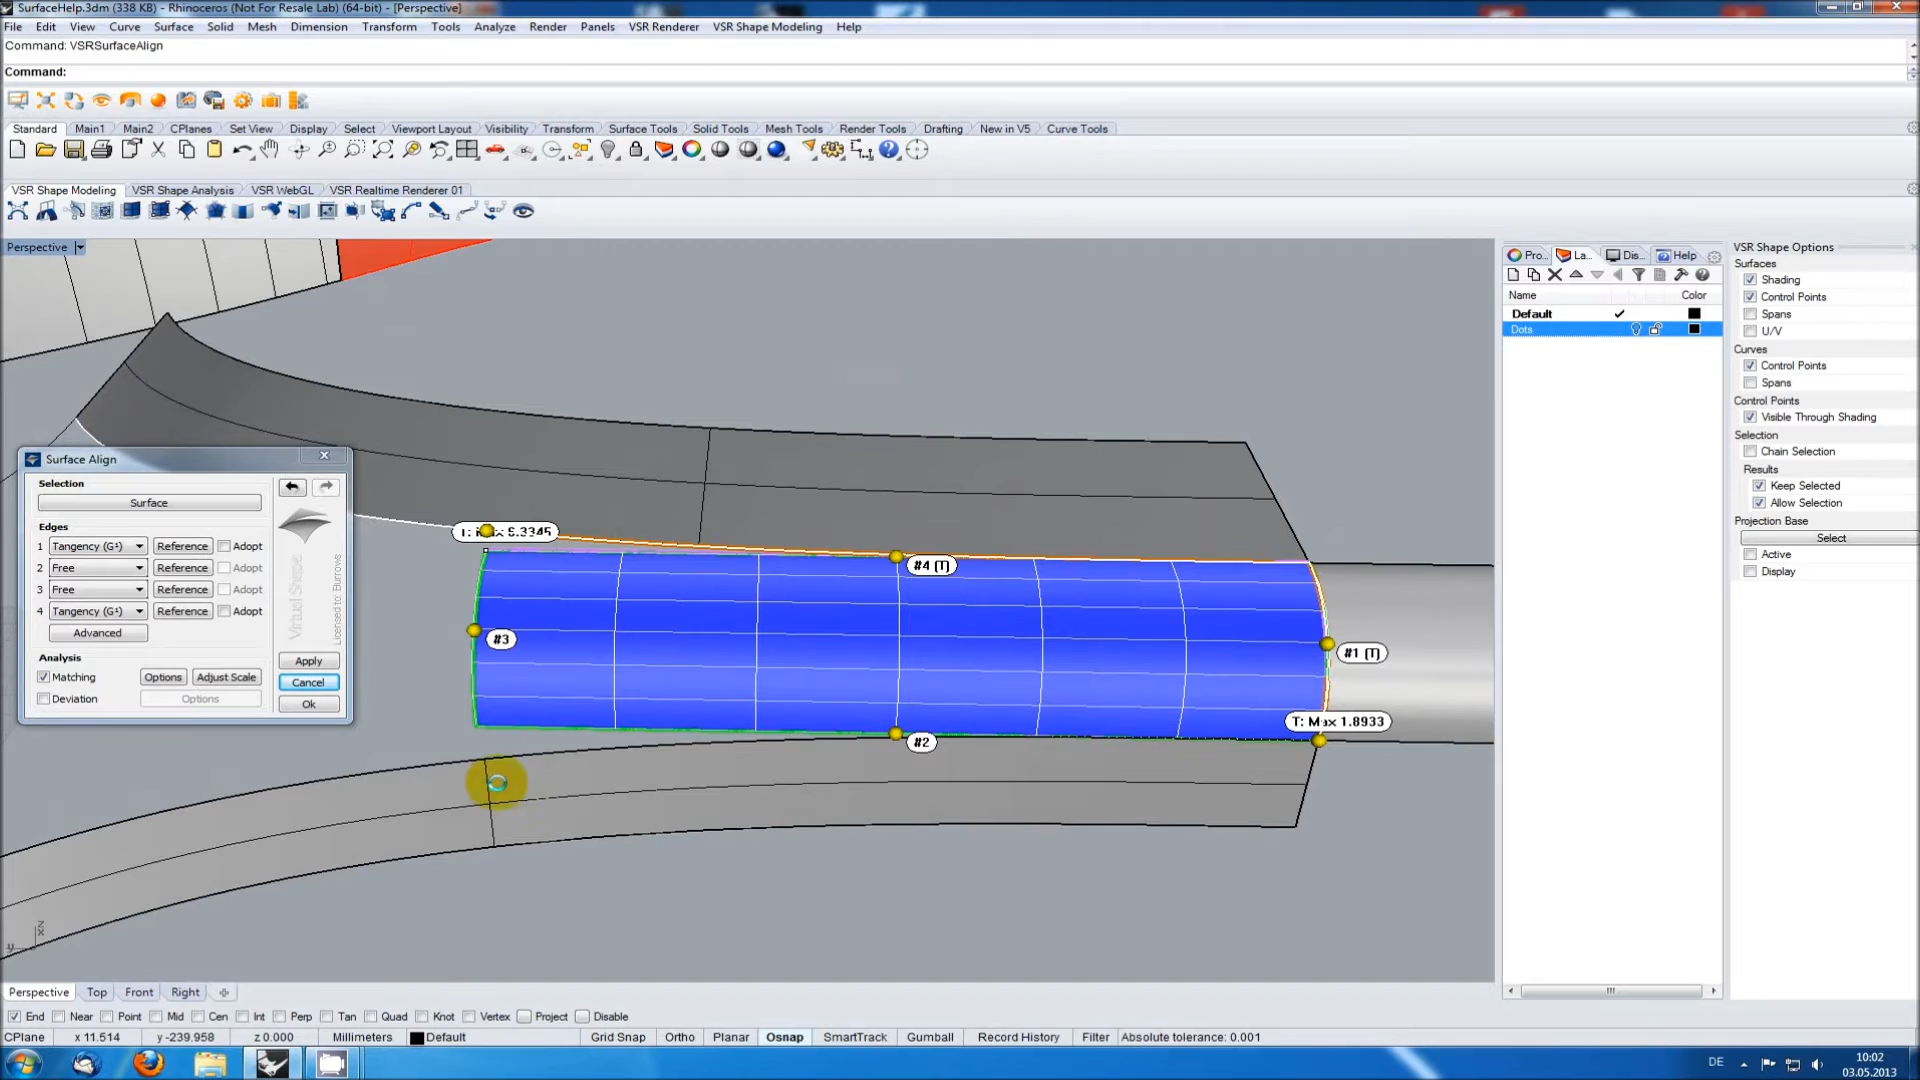 SurfaceHelp.3dm (338 KB) - Rhinoceros (Not For Resale Lab) (64-bit) - [Perspective]
File Edit View Curve Surface Solid Mesh Dimension Transform Tools Analyze Render Panels VSR Renderer VSR Shape Modeling Help
Command: VSRSurfaceAlign
Command:
Standard Main1 Main2 CPlanes Set View Display Select Viewport Layout Visibility Transform Surface Tools Solid Tools Mesh Tools Render Tools Drafting New in V5 Curve Tools
VSR Shape Modeling VSR Shape Analysis VSR WebGL VSR Realtime Renderer 01
Perspective
Pro... La... Dis... Help
Name Color
Default
Dots
VSR Shape Options
Surfaces
Shading
Control Points
Spans
U/V
Curves
Control Points
Spans
Control Points
Visible Through Shading
Selection
Chain Selection
Results
Keep Selected
Allow Selection
Projection Base
Select
Active
Display
Surface Align
Selection
Surface
Edges
1 Tangency (G¹) Reference Adopt
2 Free Reference Adopt
3 Free Reference Adopt
4 Tangency (G¹) Reference Adopt
Advanced
Analysis
Matching Options Adjust Scale
Deviation Options
Apply
Cancel
Ok
Virtual Shape
Licensed to: Burrows
#4 (T)
#3
#1 (T)
T: Max 1.8933
#2
z
x
y
Perspective Top Front Right
End Near Point Mid Cen Int Perp Tan Quad Knot Vertex Project Disable
CPlane x 11.514 y -239.958 z 0.000 Millimeters Default Grid Snap Ortho Planar Osnap SmartTrack Gumball Record History Filter Absolute tolerance: 0.001
DE
10:02
03.05.2013